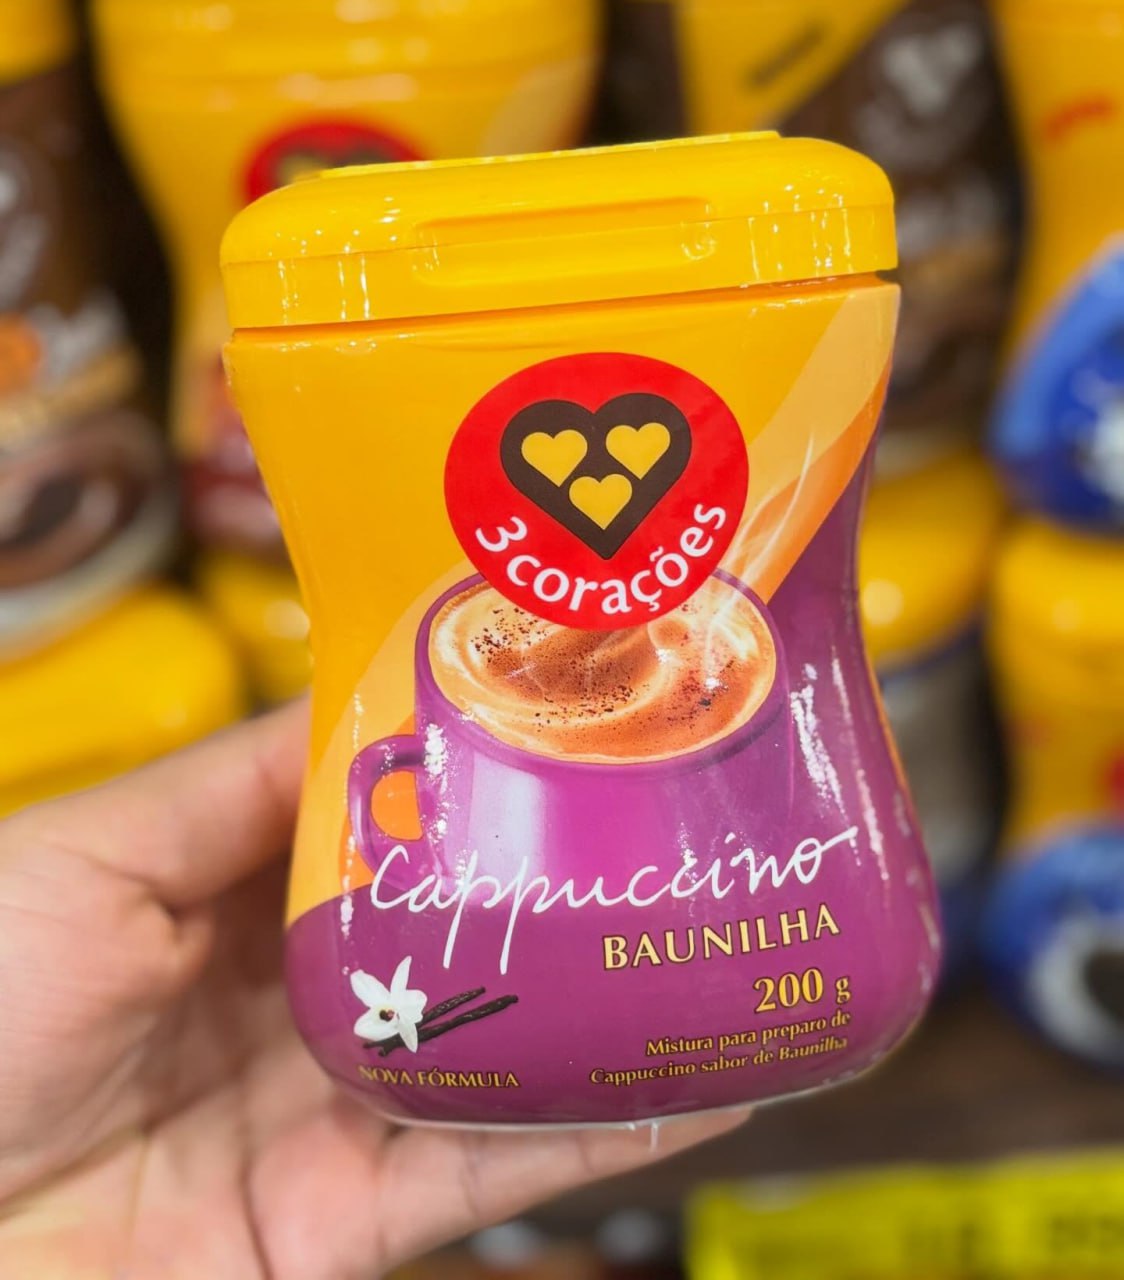 3 corações
Cappuccino
BAUNILHA
200 g
Mistura para preparo de
Cappuccino sabor de Baunilha
NOVA FÓRMULA